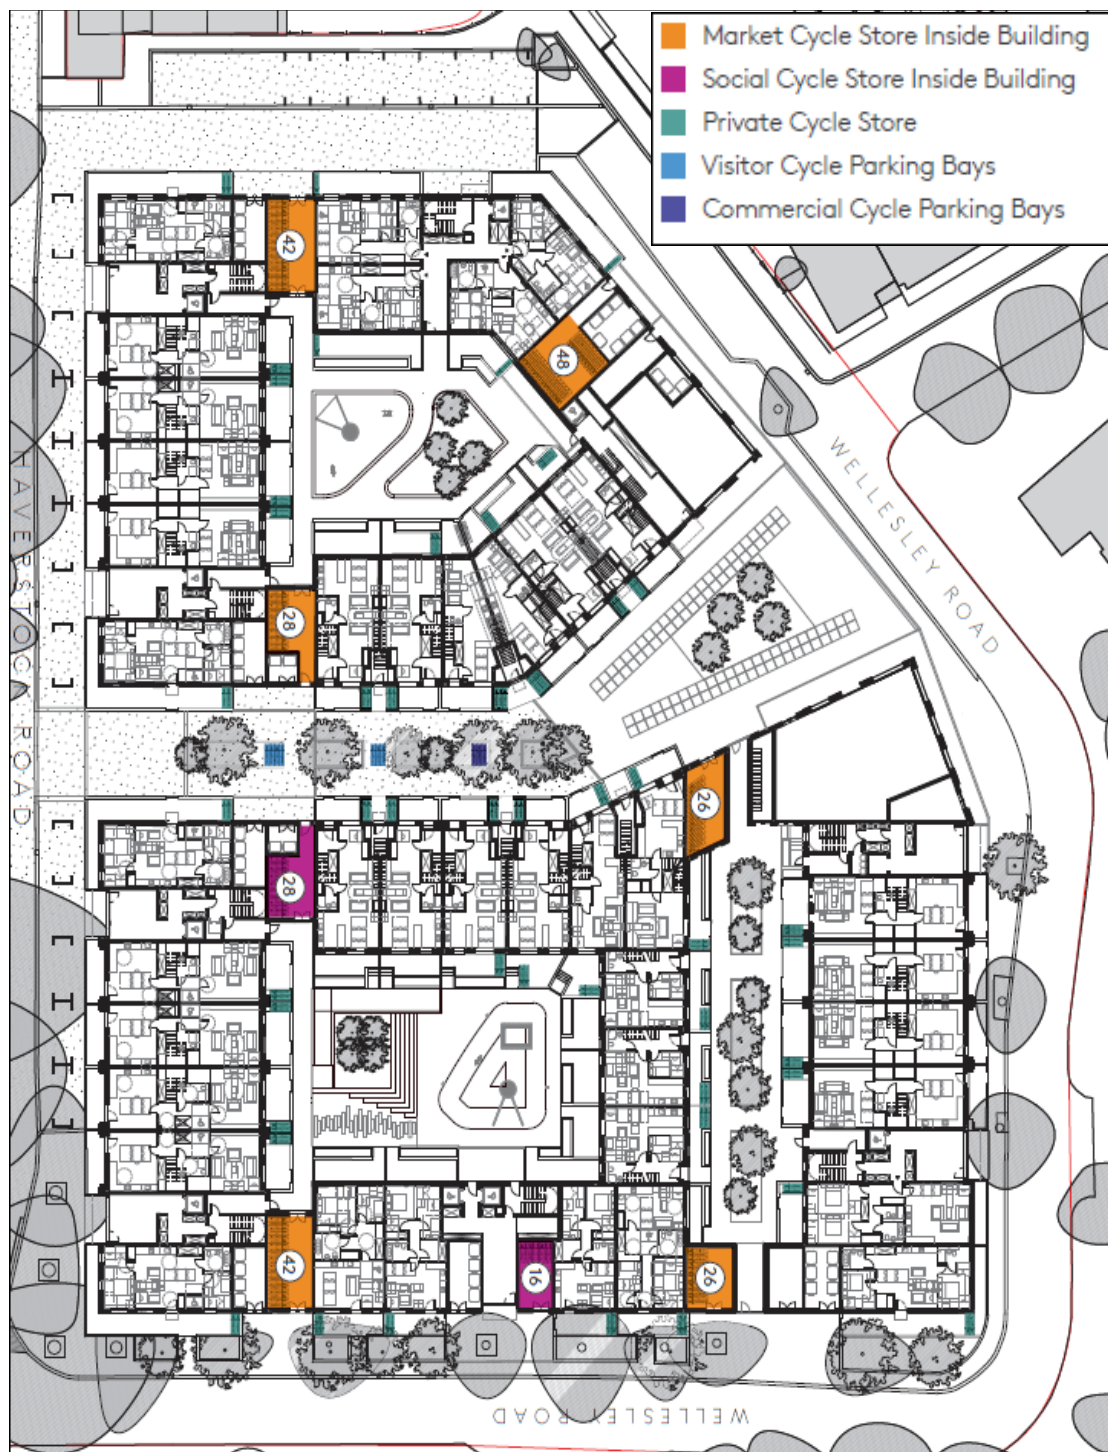 Market Cycle Store Inside Building
Social Cycle Store Inside Building
Private Cycle Store
Visitor Cycle Parking Bays
Commercial Cycle Parking Bays
42
48
WELLESLEY ROAD
HAVERSTOCK ROAD
28
26
28
42
16
26
WELLESLEY ROAD